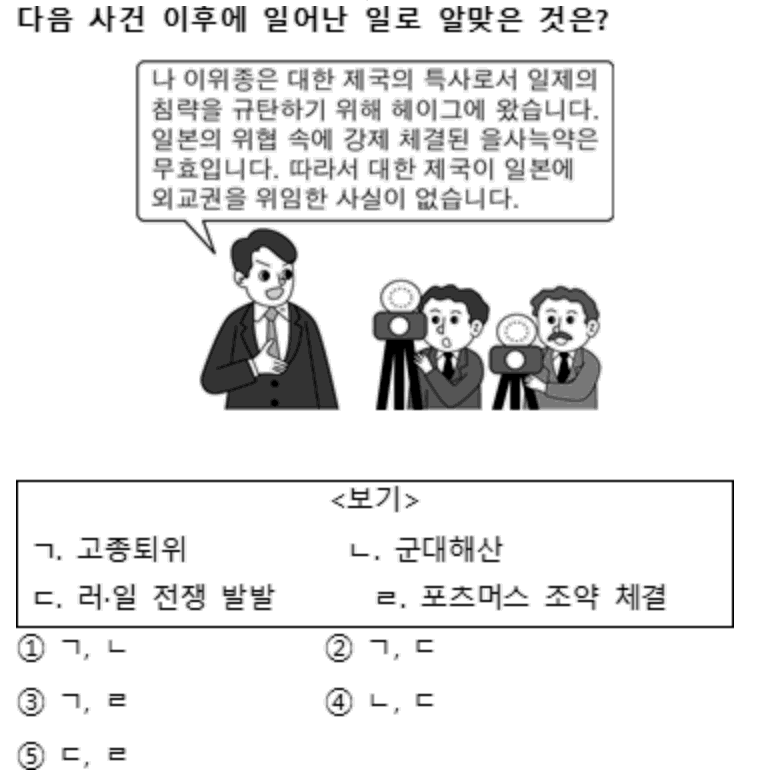 다음 사건 이후에 일어난 일로 알맞은 것은?
나 이위종은 대한 제국의 특사로서 일제의
침략을 규탄하기 위해 헤이그에 왔습니다.
일본의 위협 속에 강제 체결된 을사늑약은
무효입니다. 따라서 대한 제국이 일본에
외교권을 위임한 사실이 없습니다.
<보기>
ㄱ. 고종퇴위 ㄴ. 군대해산
ㄷ. 러·일 전쟁 발발 ㄹ. 포츠머스 조약 체결
① ㄱ, ㄴ ② ㄱ, ㄷ
③ ㄱ, ㄹ ④ ㄴ, ㄷ
⑤ ㄷ, ㄹ